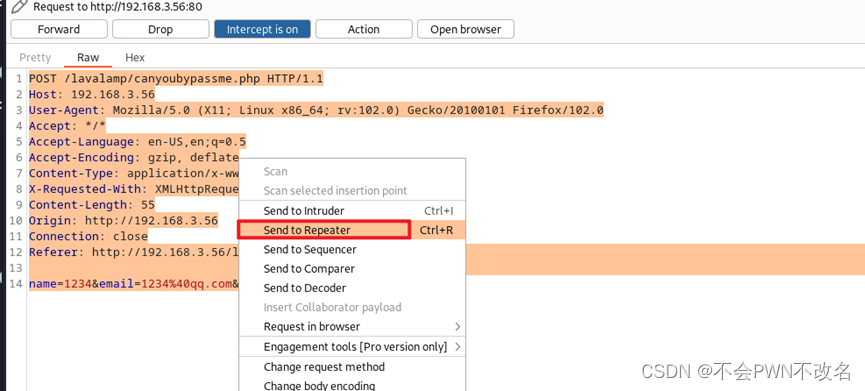 Request to http://192.168.3.56:80
Forward Drop Intercept is on Action Open browser
Pretty Raw Hex
1 POST /lavalamp/canyoubypassme.php HTTP/1.1
2 Host: 192.168.3.56
3 User-Agent: Mozilla/5.0 (X11; Linux x86_64; rv:102.0) Gecko/20100101 Firefox/102.0
4 Accept: */*
5 Accept-Language: en-US,en;q=0.5
6 Accept-Encoding: gzip, deflate
7 Content-Type: application/x-ww
8 X-Requested-With: XMLHttpReque
9 Content-Length: 55
10 Origin: http://192.168.3.56
11 Connection: close
12 Referer: http://192.168.3.56/l
13
14 name=1234&email=1234%40qq.com&
Scan
Scan selected insertion point
Send to Intruder Ctrl+I
Send to Repeater Ctrl+R
Send to Sequencer
Send to Comparer
Send to Decoder
Insert Collaborator payload
Request in browser
Engagement tools [Pro version only]
Change request method
Change body encoding
CSDN @不会PWN不改名